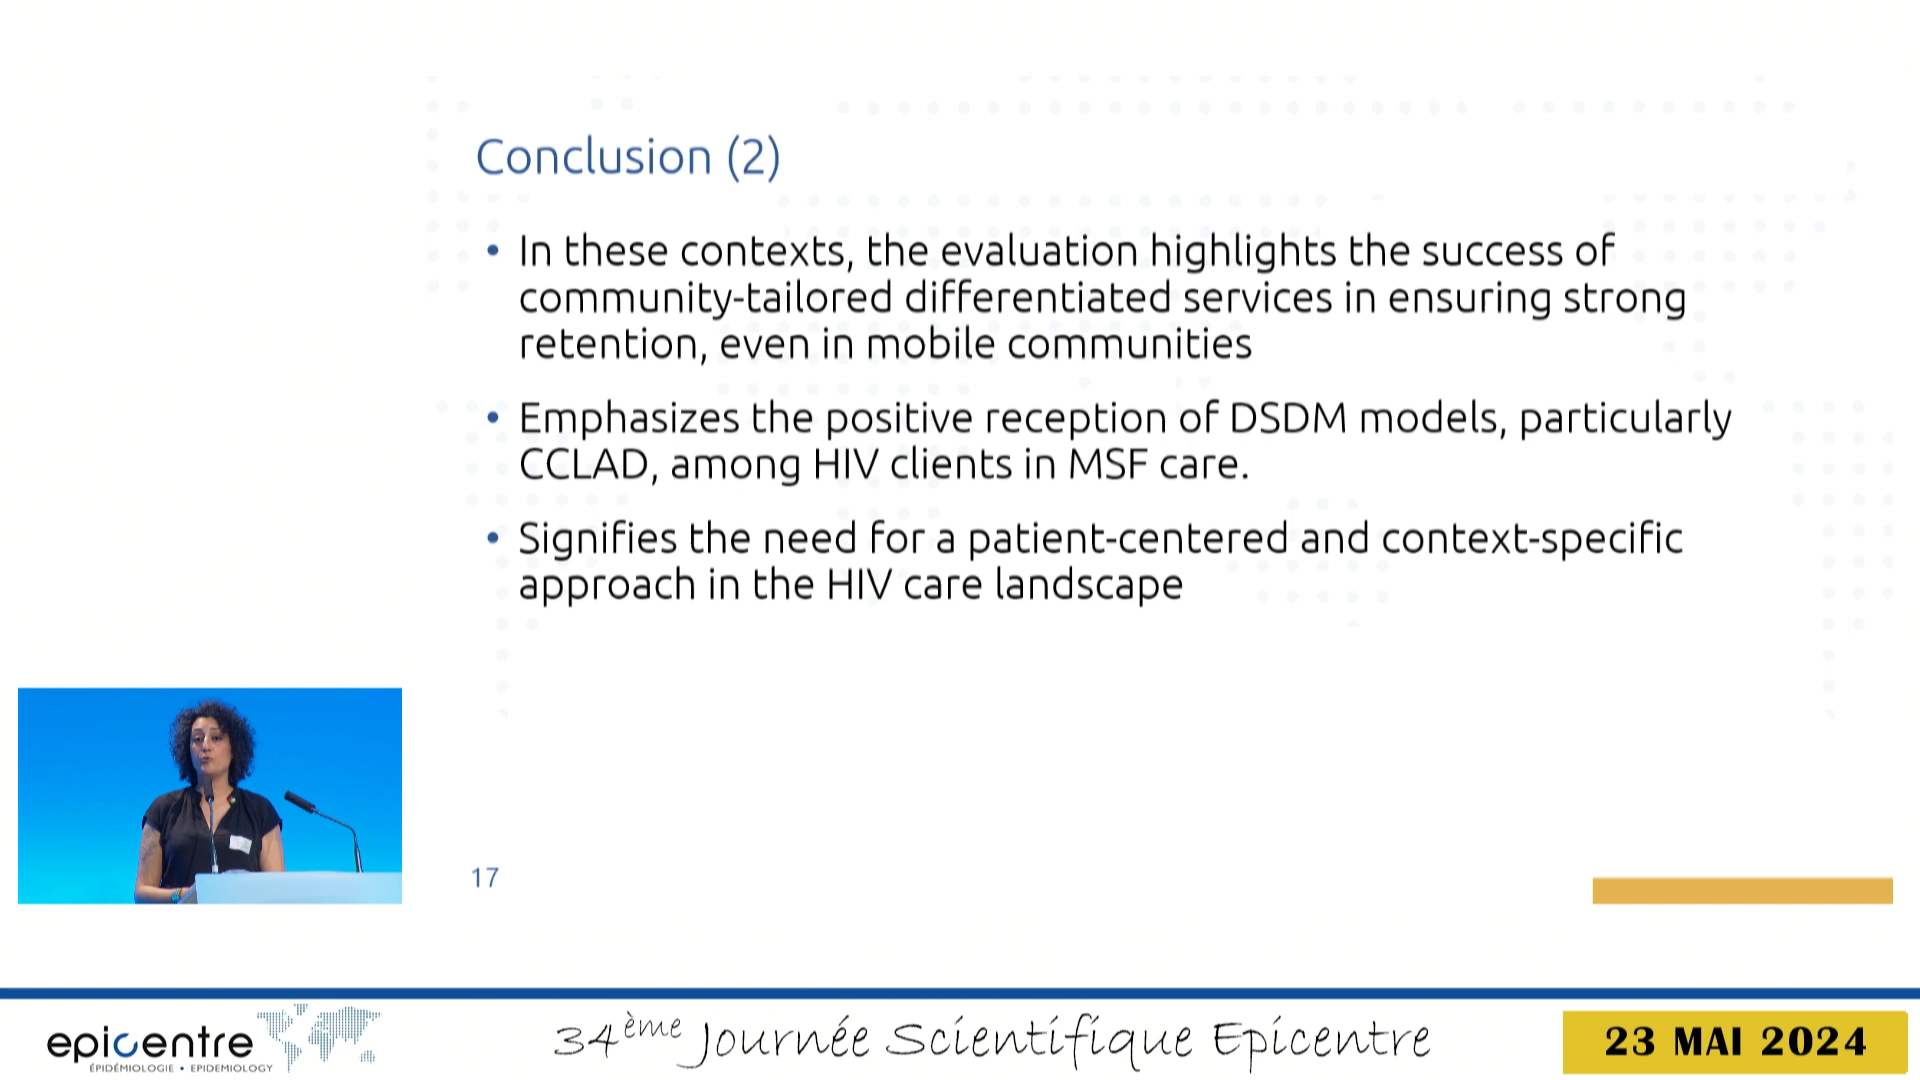 Conclusion (2)
• In these contexts, the evaluation highlights the success of
community-tailored differentiated services in ensuring strong
retention, even in mobile communities
• Emphasizes the positive reception of DSDM models, particularly
CCLAD, among HIV clients in MSF care.
• Signifies the need for a patient-centered and context-specific
approach in the HIV care landscape
17
epicentre
ÉPIDÉMIOLOGIE • EPIDEMIOLOGY
34ème Journée Scientifique Epicentre
23 MAI 2024